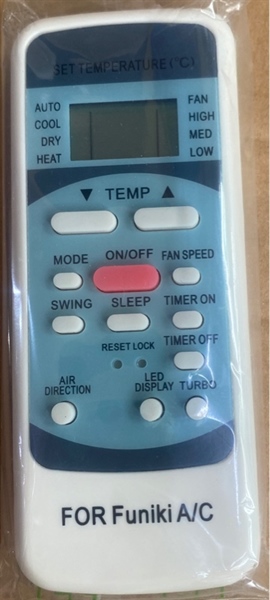 SET TEMPERATURE (°C)
AUTO
COOL
DRY
HEAT
FAN
HIGH
MED
LOW
▼ TEMP ▲
MODE
ON/OFF
FAN SPEED
SWING
SLEEP
TIMER ON
RESET LOCK
TIMER OFF
AIR
DIRECTION
LED
DISPLAY
TURBO
FOR Funiki A/C